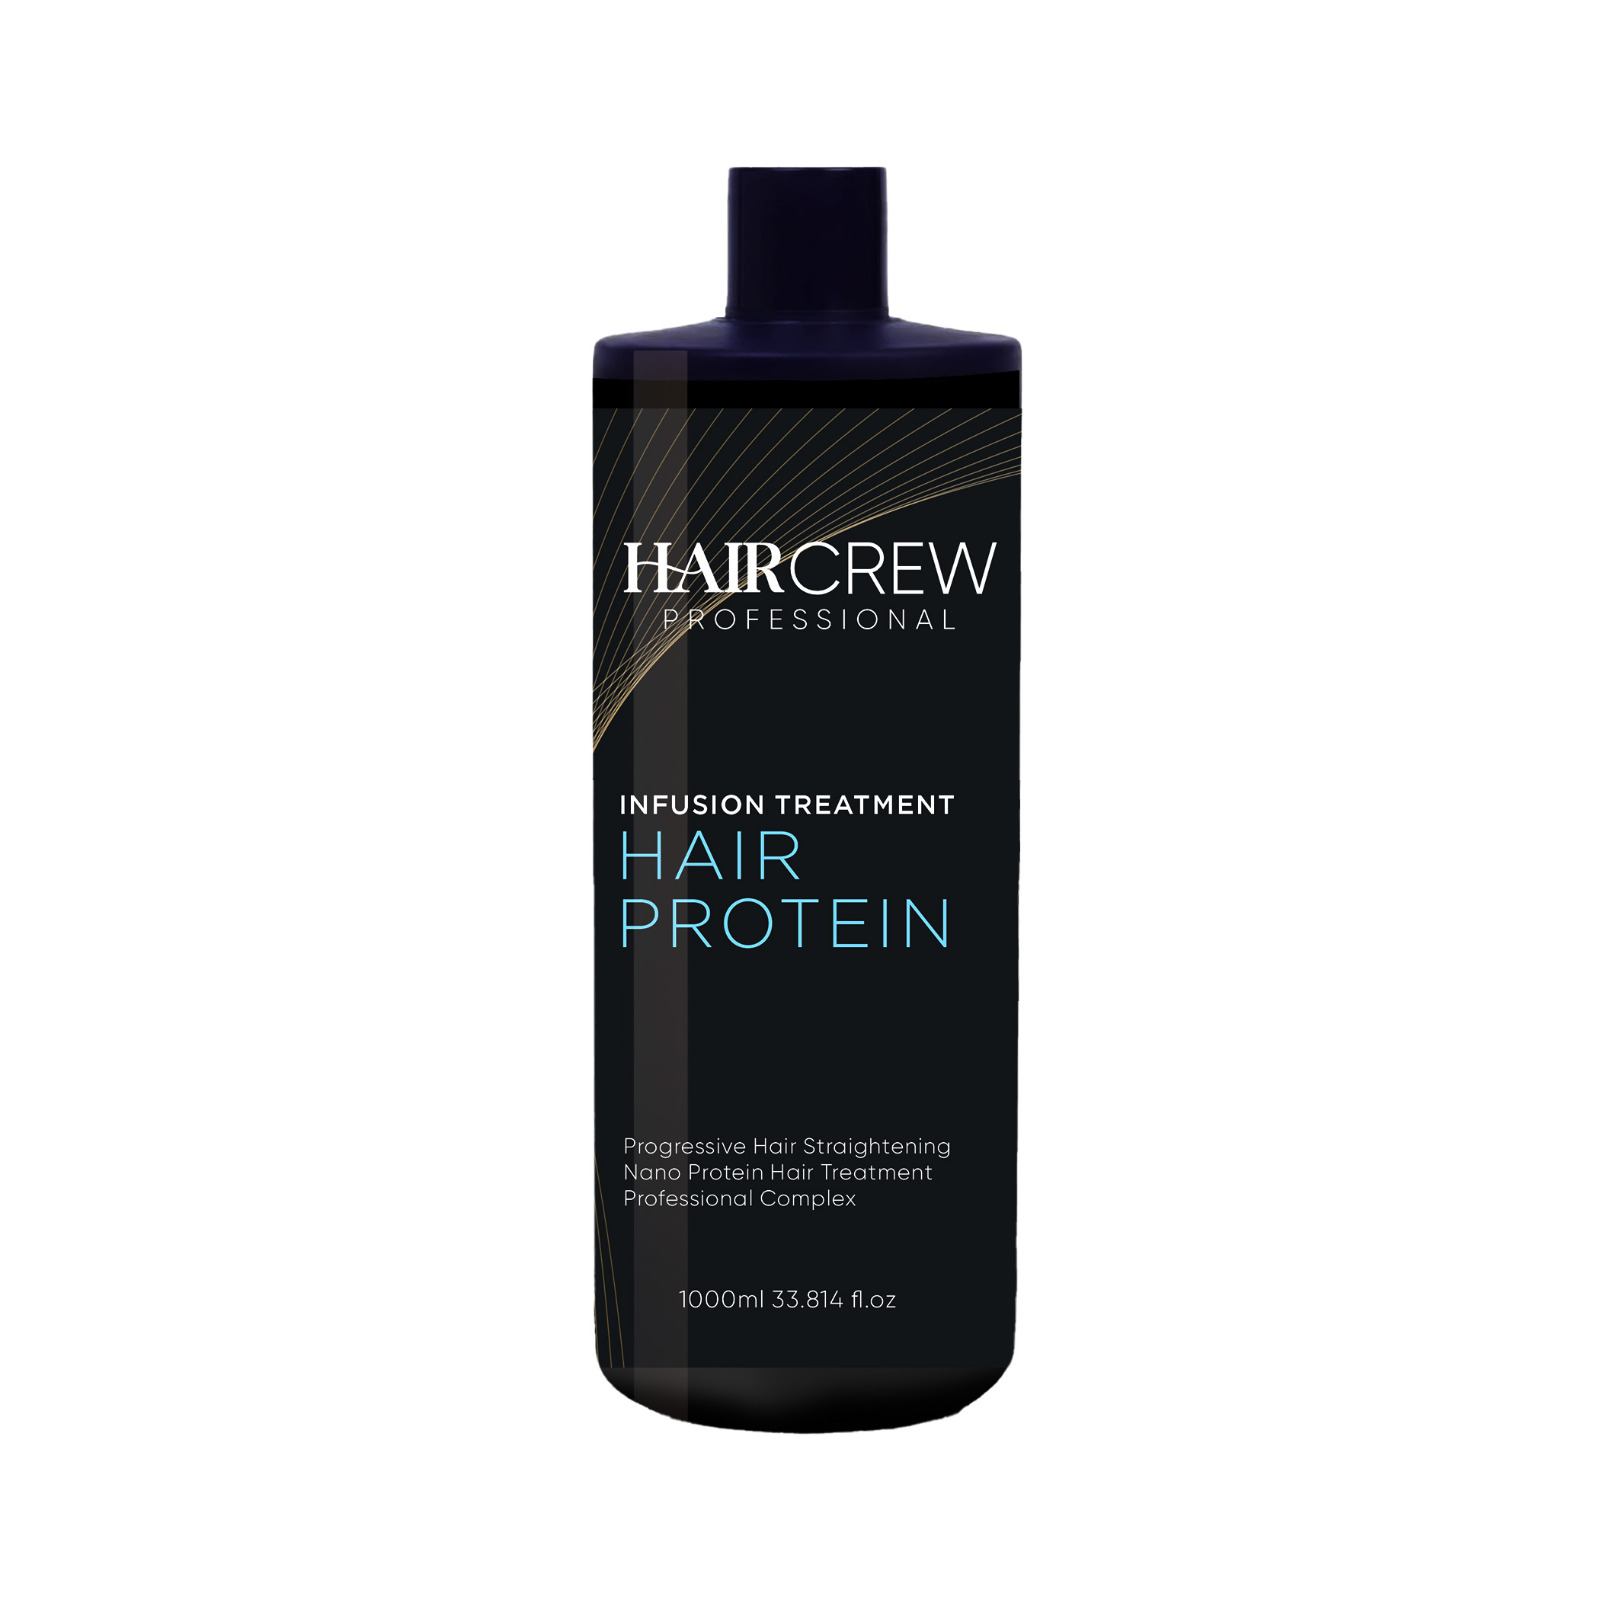 HAIRCREW
PROFESSIONAL
INFUSION TREATMENT
HAIR
PROTEIN
Progressive Hair Straightening
Nano Protein Hair Treatment
Professional Complex
1000ml 33.814 fl.oz